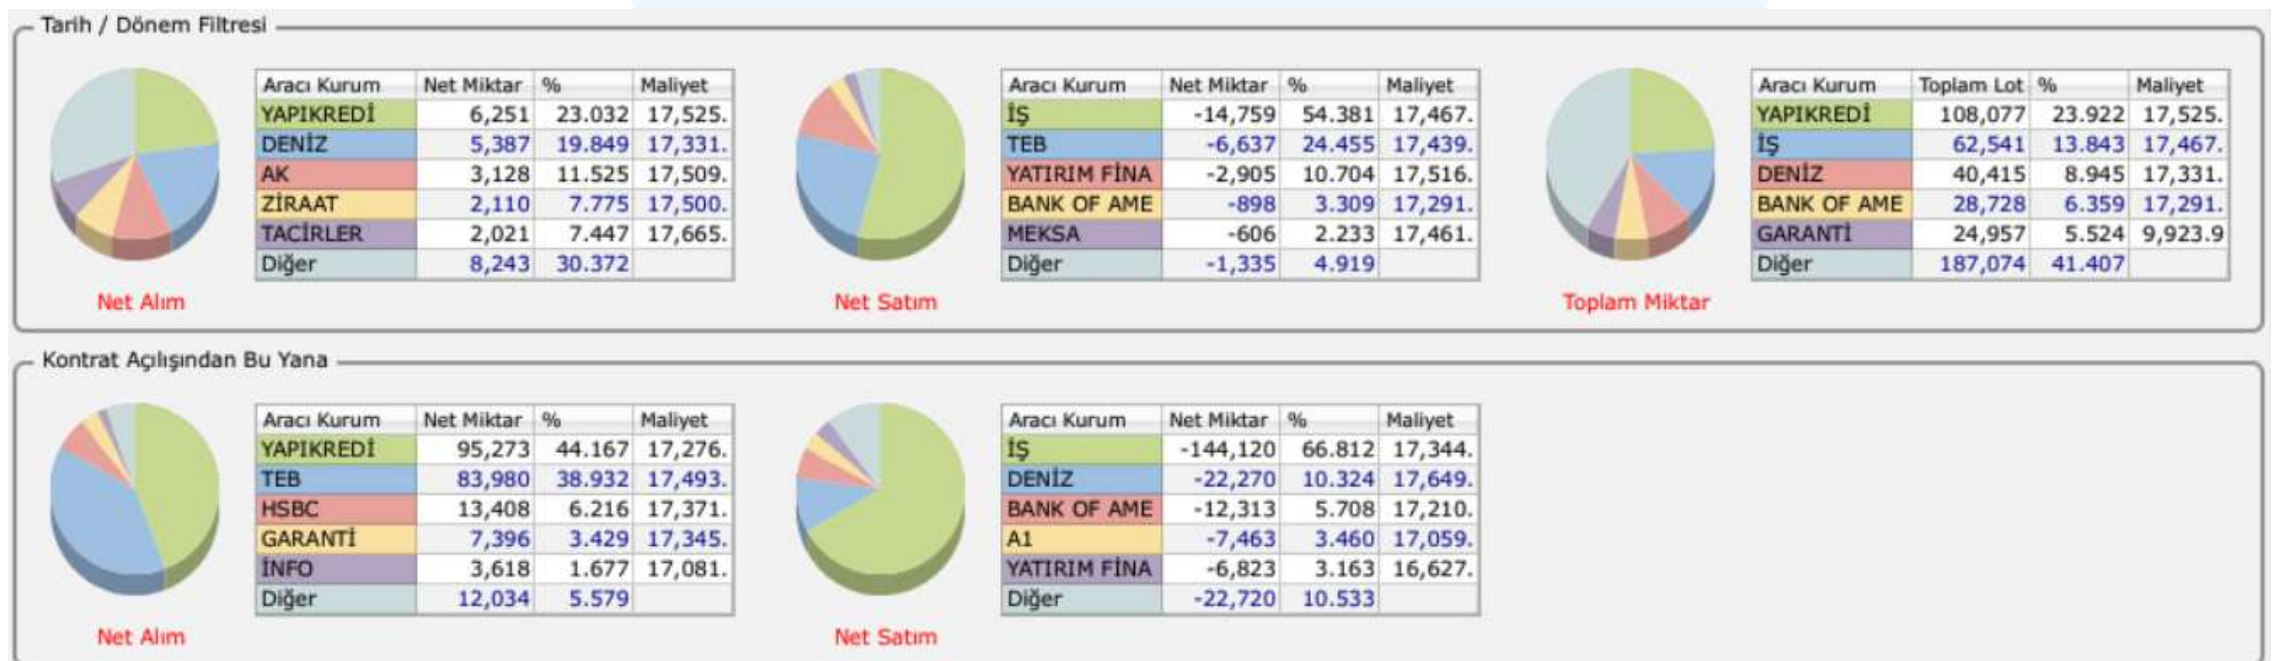 Tarih / Dönem Filtresi
Aracı Kurum Net Miktar % Maliyet
YAPIKREDİ 6,251 23.032 17,525.
DENİZ 5,387 19.849 17,331.
AK 3,128 11.525 17,509.
ZİRAAT 2,110 7.775 17,500.
TACİRLER 2,021 7.447 17,665.
Diğer 8,243 30.372
Net Alım
Aracı Kurum Net Miktar % Maliyet
İŞ -14,759 54.381 17,467.
TEB -6,637 24.455 17,439.
YATIRIM FİNA -2,905 10.704 17,516.
BANK OF AME -898 3.309 17,291.
MEKSA -606 2.233 17,461.
Diğer -1,335 4.919
Net Satım
Aracı Kurum Toplam Lot % Maliyet
YAPIKREDİ 108,077 23.922 17,525.
İŞ 62,541 13.843 17,467.
DENİZ 40,415 8.945 17,331.
BANK OF AME 28,728 6.359 17,291.
GARANTİ 24,957 5.524 9,923.9
Diğer 187,074 41.407
Toplam Miktar
Kontrat Açılışından Bu Yana
Aracı Kurum Net Miktar % Maliyet
YAPIKREDİ 95,273 44.167 17,276.
TEB 83,980 38.932 17,493.
HSBC 13,408 6.216 17,371.
GARANTİ 7,396 3.429 17,345.
İNFO 3,618 1.677 17,081.
Diğer 12,034 5.579
Net Alım
Aracı Kurum Net Miktar % Maliyet
İŞ -144,120 66.812 17,344.
DENİZ -22,270 10.324 17,649.
BANK OF AME -12,313 5.708 17,210.
A1 -7,463 3.460 17,059.
YATIRIM FİNA -6,823 3.163 16,627.
Diğer -22,720 10.533
Net Satım